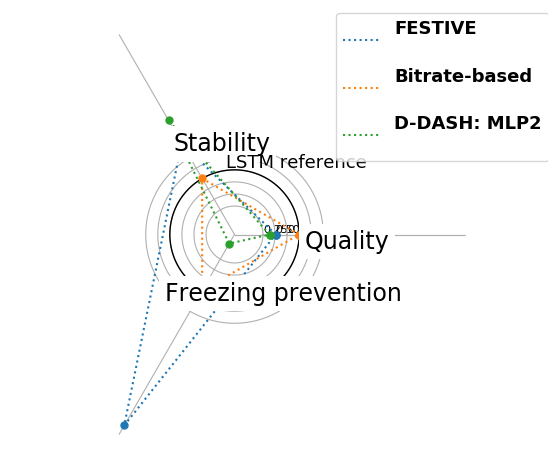 FESTIVE
Bitrate-based
D-DASH: MLP2
Stability
LSTM reference
Quality
Freezing prevention